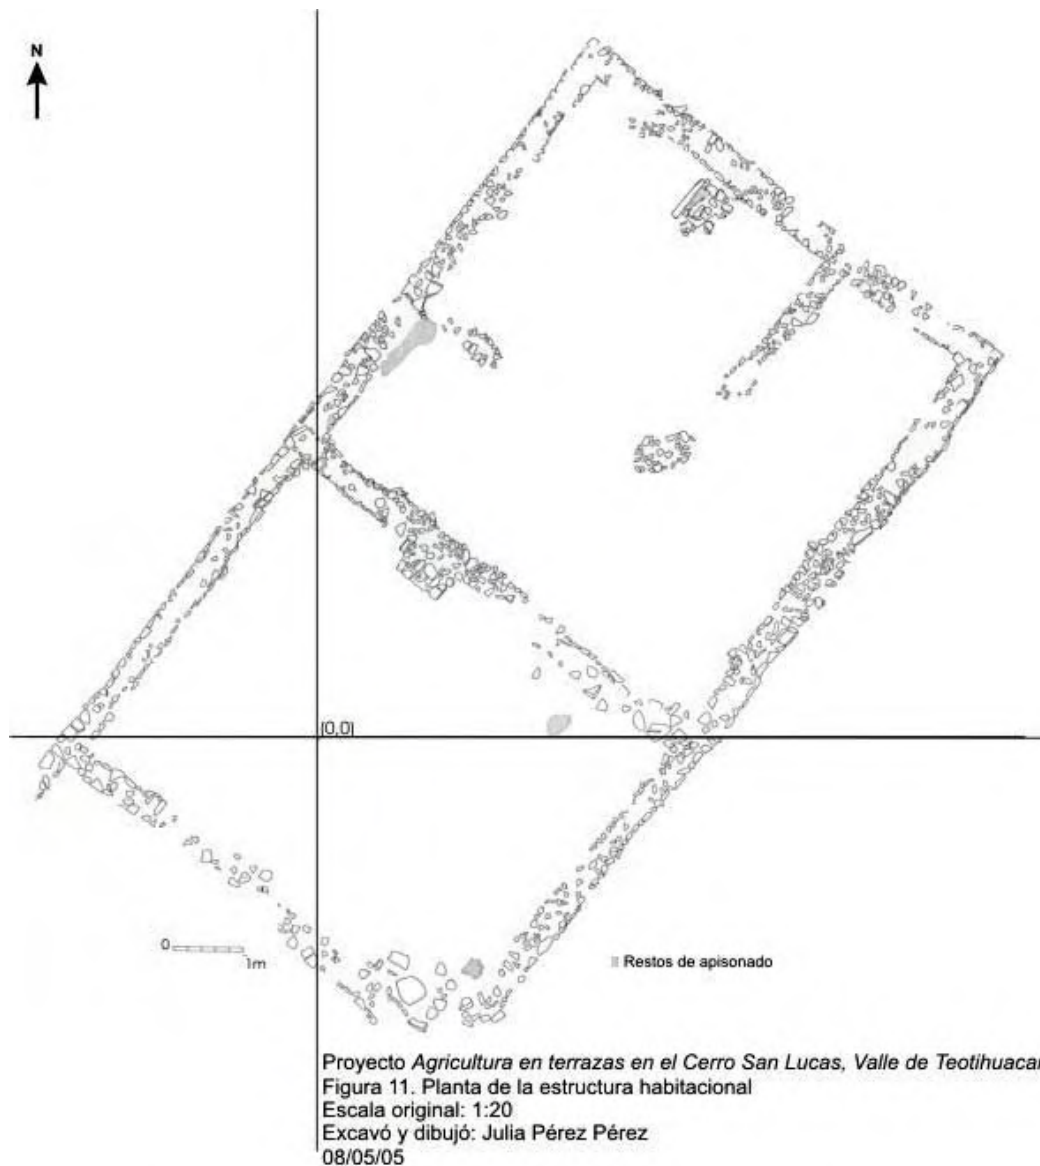 N
(0,0)
0
1m
Restos de apisonado
Proyecto Agricultura en terrazas en el Cerro San Lucas, Valle de Teotihuacan
Figura 11. Planta de la estructura habitacional
Escala original: 1:20
Excavó y dibujó: Julia Pérez Pérez
08/05/05